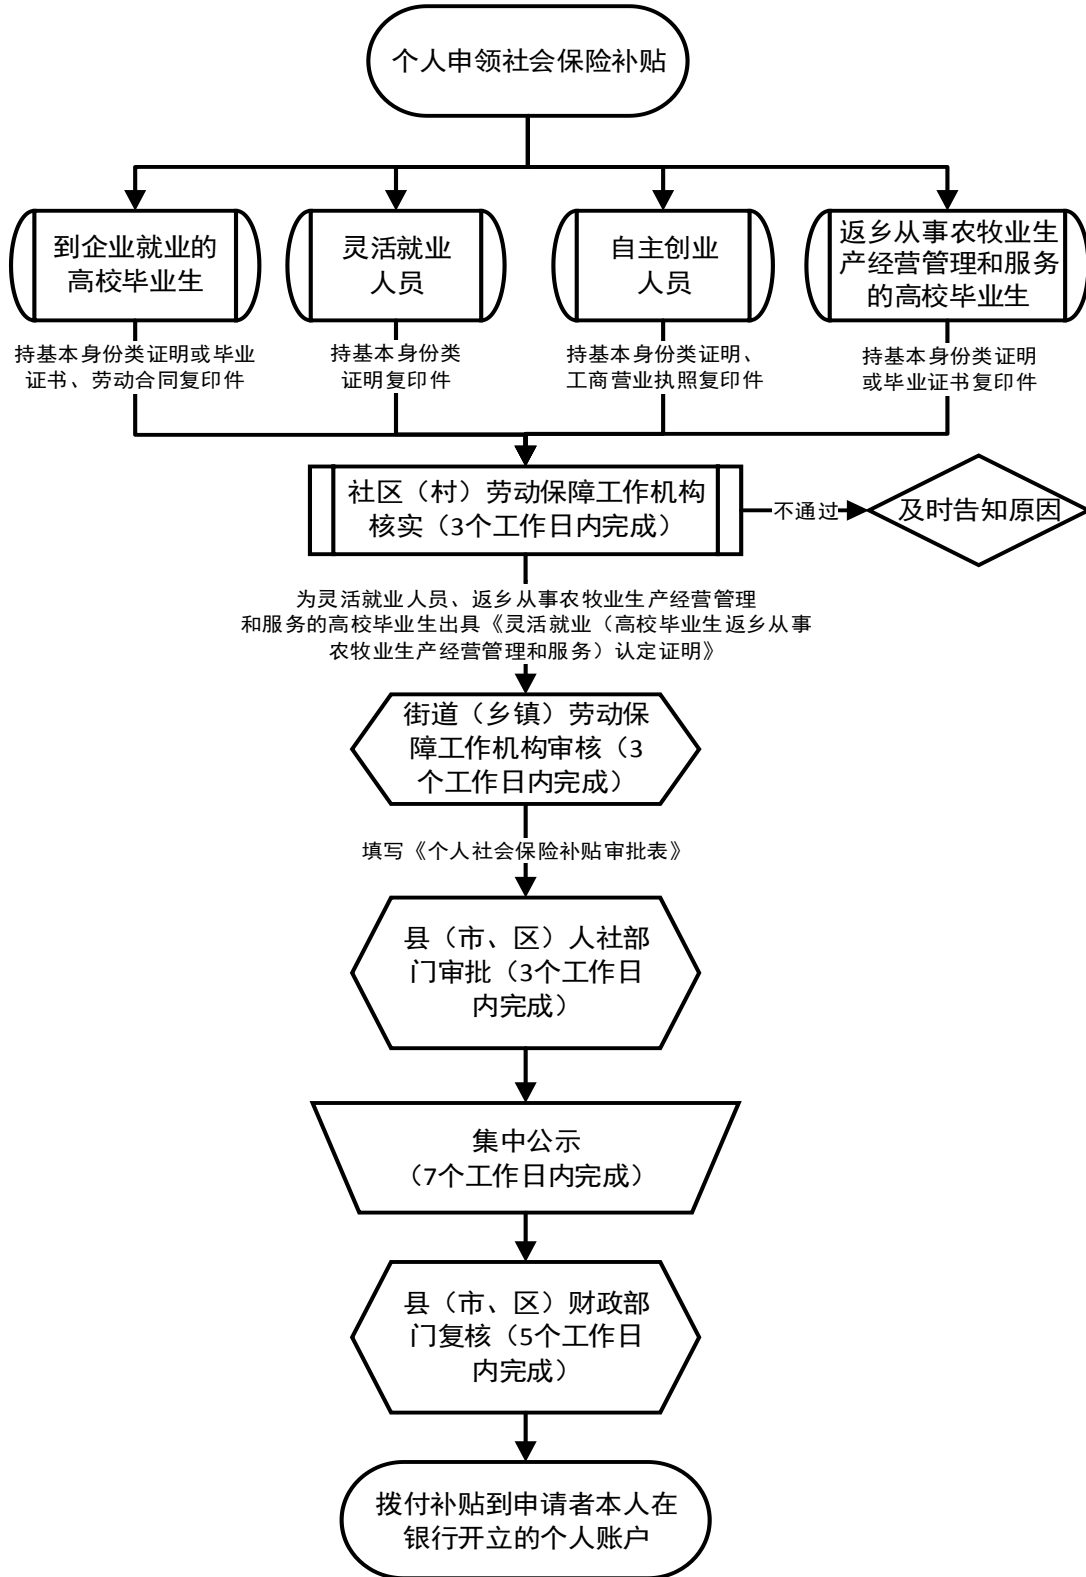 个人申领社会保险补贴
到企业就业的
高校毕业生
灵活就业
人员
自主创业
人员
返乡从事农牧业生
产经营管理和服务
的高校毕业生
持基本身份类证明或毕业
证书、劳动合同复印件
持基本身份类
证明复印件
持基本身份类证明、
工商营业执照复印件
持基本身份类证明
或毕业证书复印件
社区（村）劳动保障工作机构
核实（3个工作日内完成）
不通过
及时告知原因
为灵活就业人员、返乡从事农牧业生产经营管理
和服务的高校毕业生出具《灵活就业（高校毕业生返乡从事
农牧业生产经营管理和服务）认定证明》
街道（乡镇）劳动保
障工作机构审核（3
个工作日内完成）
填写《个人社会保险补贴审批表》
县（市、区）人社部
门审批（3个工作日
内完成）
集中公示
（7个工作日内完成）
县（市、区）财政部
门复核（5个工作日
内完成）
拨付补贴到申请者本人在
银行开立的个人账户